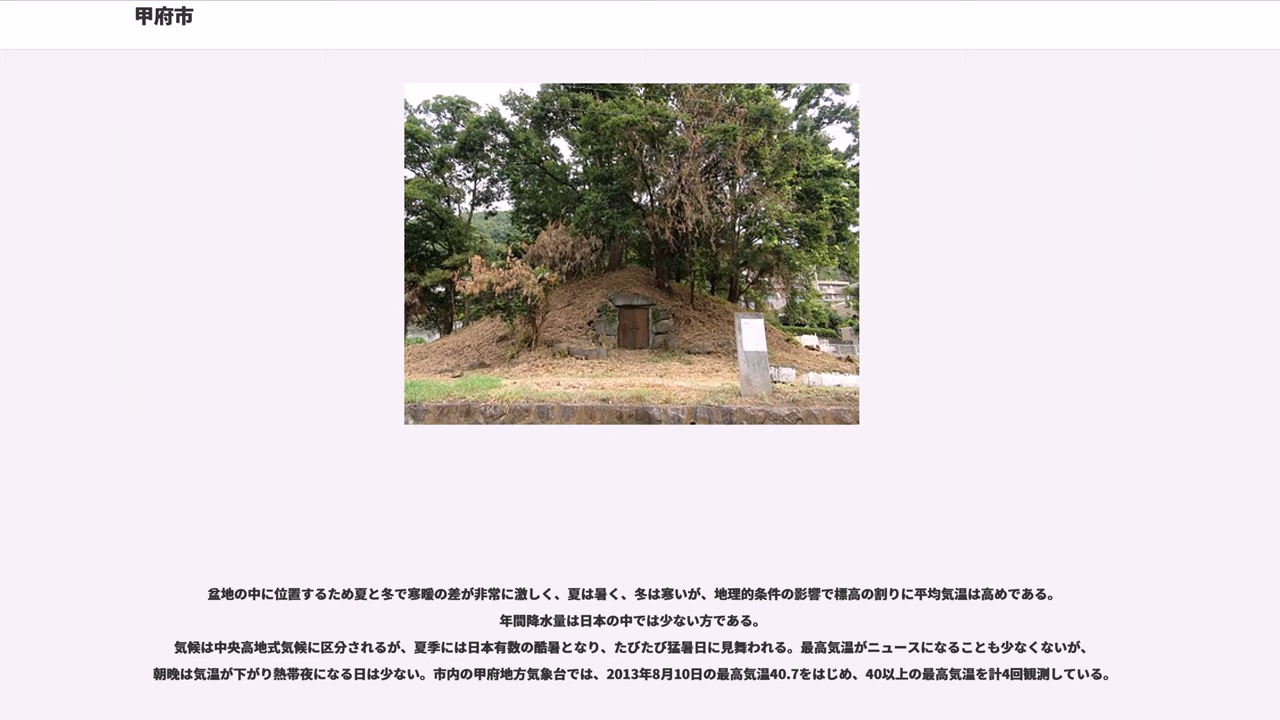 甲府市
盆地の中に位置するため夏と冬で寒暖の差が非常に激しく、夏は暑く、冬は寒いが、地理的条件の影響で標高の割りに平均気温は高めである。
年間降水量は日本の中では少ない方である。
気候は中央高地式気候に区分されるが、夏季には日本有数の酷暑となり、たびたび猛暑日に見舞われる。最高気温がニュースになることも少なくないが、
朝晩は気温が下がり熱帯夜になる日は少ない。市内の甲府地方気象台では、2013年8月10日の最高気温40.7をはじめ、40以上の最高気温を計4回観測している。